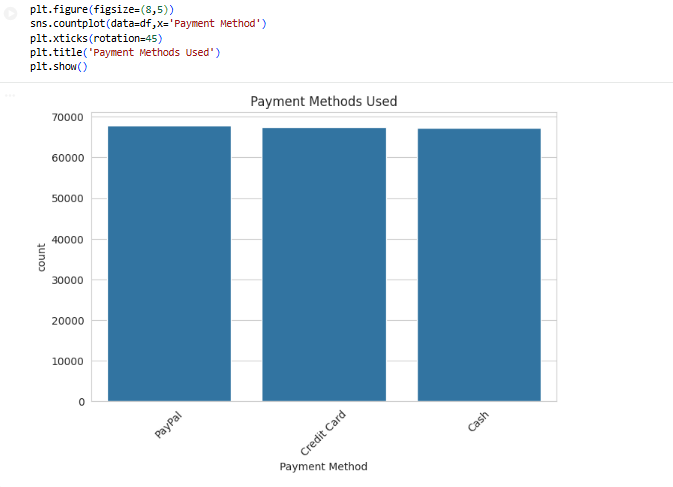 plt.figure(figsize=(8,5))
sns.countplot(data=df,x='Payment Method')
plt.xticks(rotation=45)
plt.title('Payment Methods Used')
plt.show()
...
Payment Methods Used
70000
60000
50000
40000
30000
20000
10000
0
count
PayPal
Credit Card
Cash
Payment Method